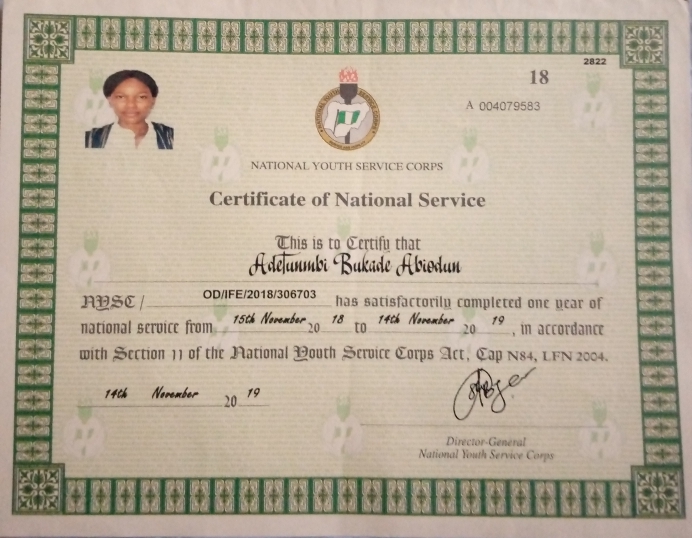 2822
18
A 004079583
NATIONAL YOUTH SERVICE CORPS
Certificate of National Service
This is to Certify that
Adefunmbi Bukade Abiodun
NYSC / OD/IFE/2018/306703 has satisfactorily completed one year of
national service from 15th November 20 18 to 14th November 20 19 , in accordance
with Section 11 of the National Youth Service Corps Act, Cap N84, LFN 2004.
14th November 20 19
Director-General
National Youth Service Corps